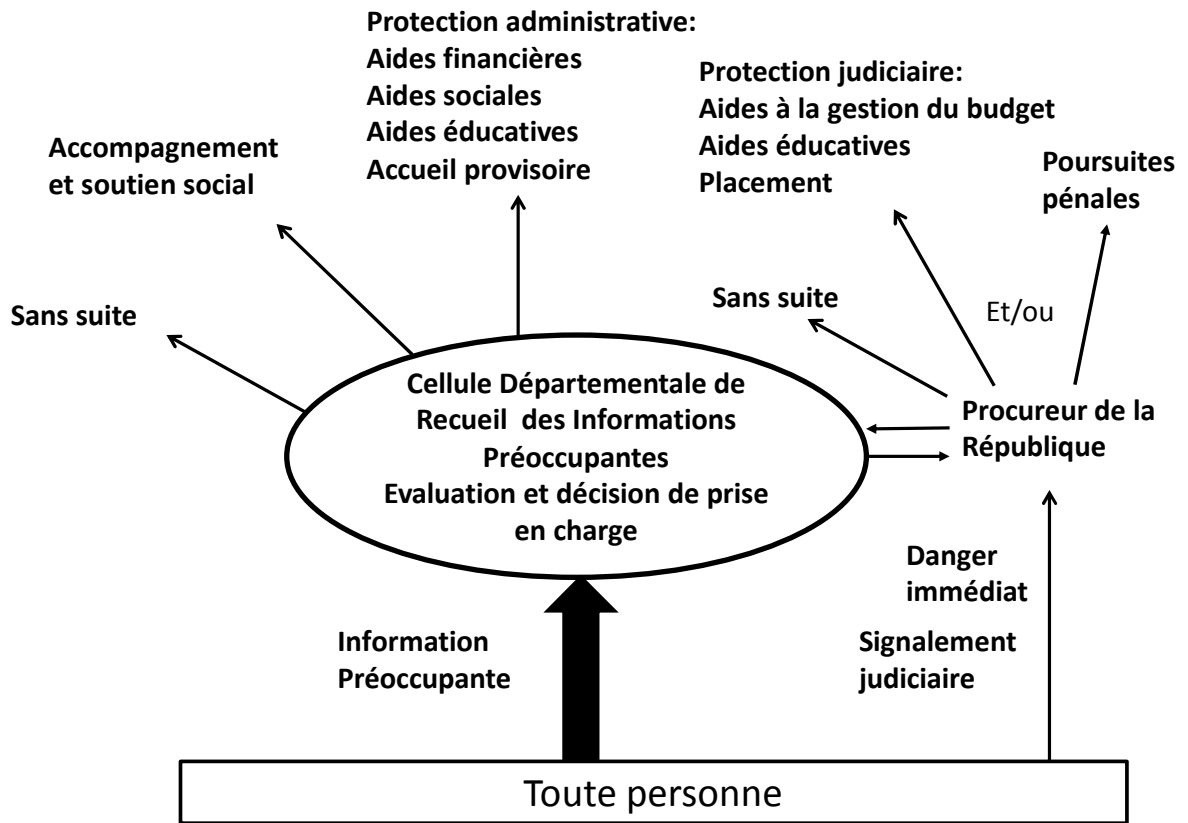 Protection administrative:
Aides financières
Aides sociales
Aides éducatives
Accueil provisoire
Protection judiciaire:
Aides à la gestion du budget
Aides éducatives
Placement
Accompagnement
et soutien social
Poursuites
pénales
Sans suite
Sans suite
Et/ou
Cellule Départementale de
Recueil des Informations
Préoccupantes
Evaluation et décision de prise
en charge
Procureur de la
République
Danger
immédiat
Information
Préoccupante
Signalement
judiciaire
Toute personne